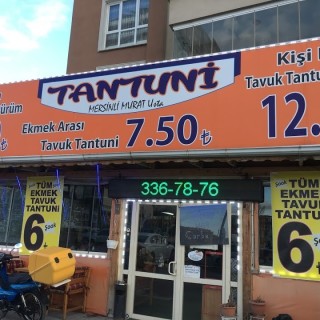 TANTUNİ
MERSİNLİ MURAT Usta
Ekmek Arası
Tavuk Tantuni 7.50 ₺
Kişi
Tavuk Tantun
12.
336-78-76
TÜM
EKMEK
TAVUK
TANTUNİ
6
TÜM
EKMEK
TAVUK
TANTUNİ
6